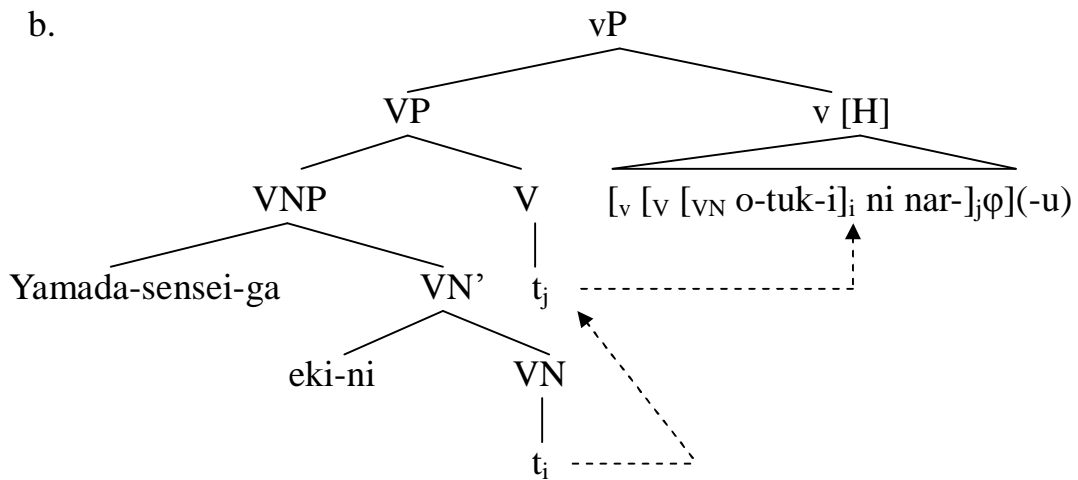 b. vP
VP v [H]
VNP V [v [V [VN o-tuk-i]i ni nar-]jφ](-u)
Yamada-sensei-ga VN’ tj
eki-ni VN
ti